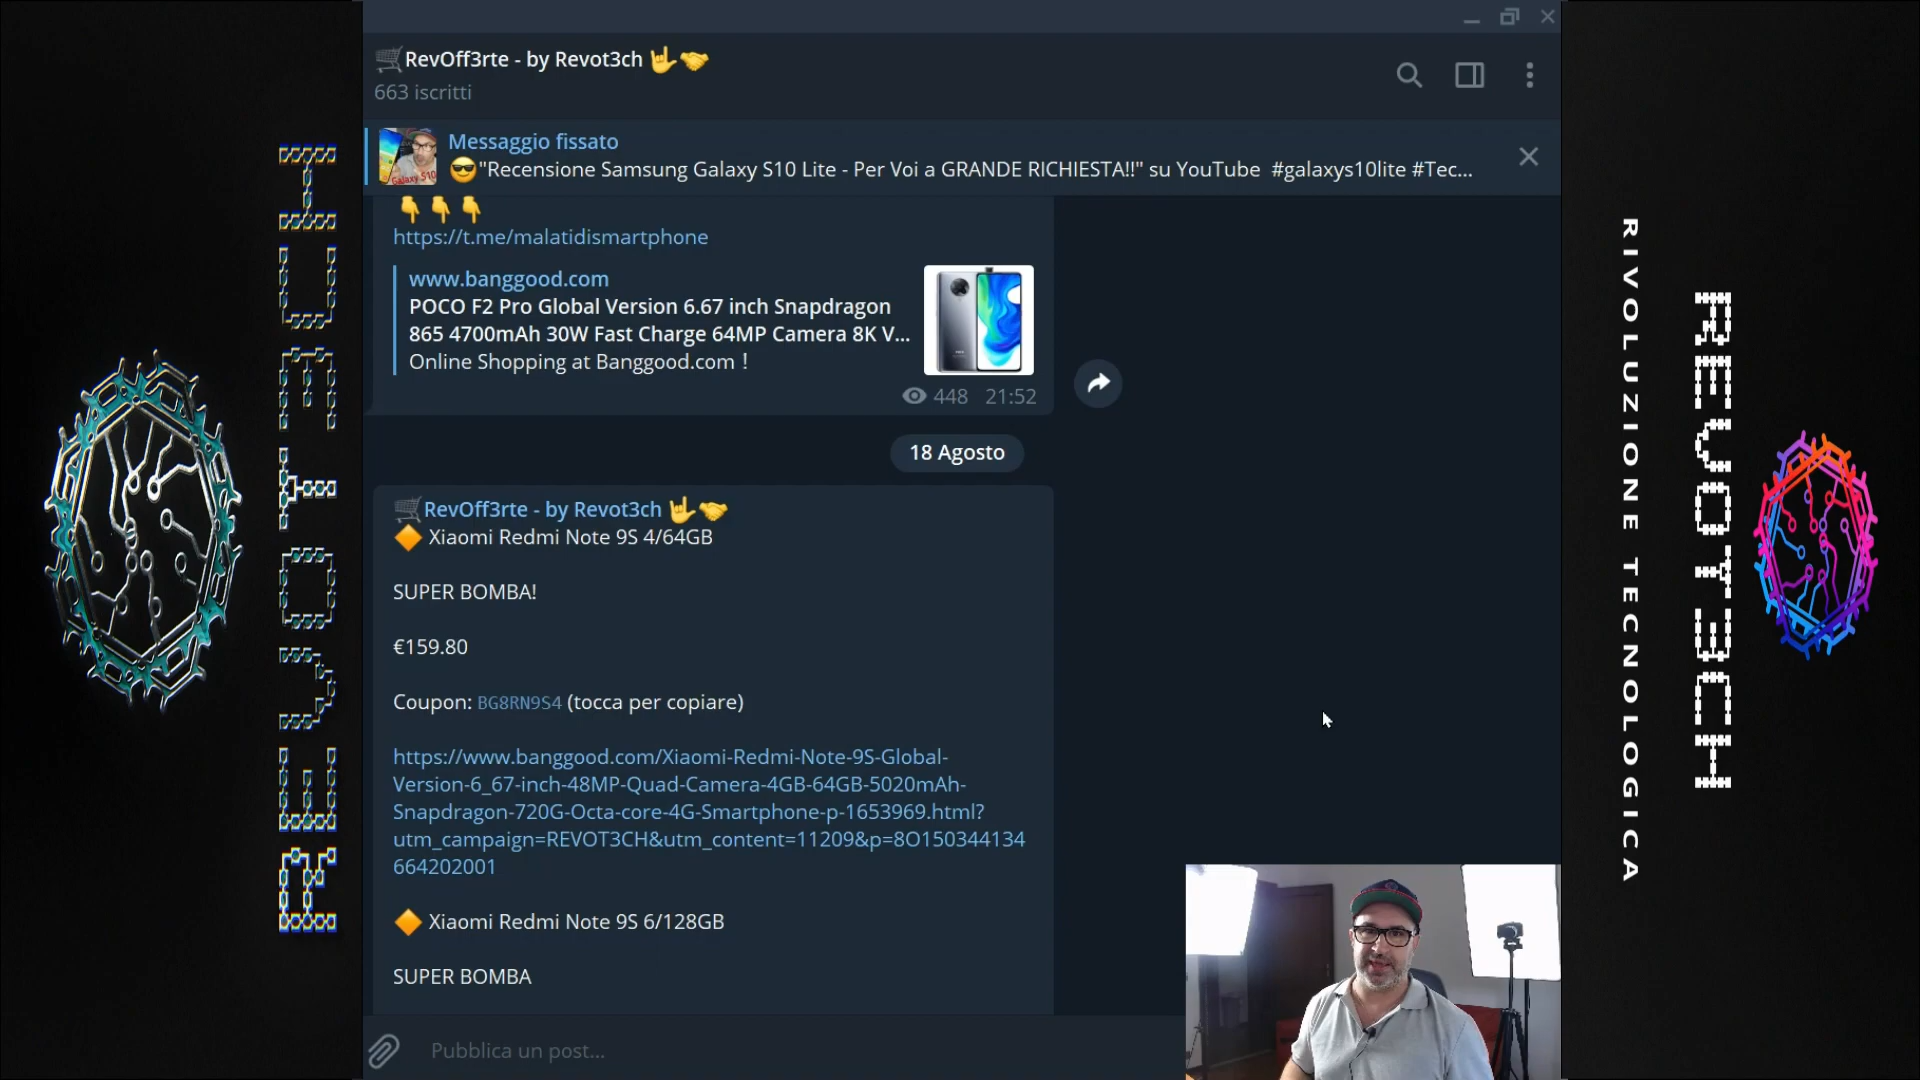 REVOT3CH
RevOff3rte - by Revot3ch
663 iscritti
Messaggio fissato
"Recensione Samsung Galaxy S10 Lite - Per Voi a GRANDE RICHIESTA!!" su YouTube #galaxys10lite #Tec...
Galaxy S10
https://t.me/malatidismartphone
www.banggood.com
POCO F2 Pro Global Version 6.67 inch Snapdragon
865 4700mAh 30W Fast Charge 64MP Camera 8K V...
Online Shopping at Banggood.com !
448 21:52
18 Agosto
RevOff3rte - by Revot3ch
Xiaomi Redmi Note 9S 4/64GB
SUPER BOMBA!
€159.80
Coupon: BG8RN9S4 (tocca per copiare)
https://www.banggood.com/Xiaomi-Redmi-Note-9S-Global-
Version-6_67-inch-48MP-Quad-Camera-4GB-64GB-5020mAh-
Snapdragon-720G-Octa-core-4G-Smartphone-p-1653969.html?
utm_campaign=REVOT3CH&utm_content=11209&p=8O150344134
664202001
Xiaomi Redmi Note 9S 6/128GB
SUPER BOMBA
Pubblica un post...
RIVOLUZIONE TECNOLOGICA
REVOT3CH